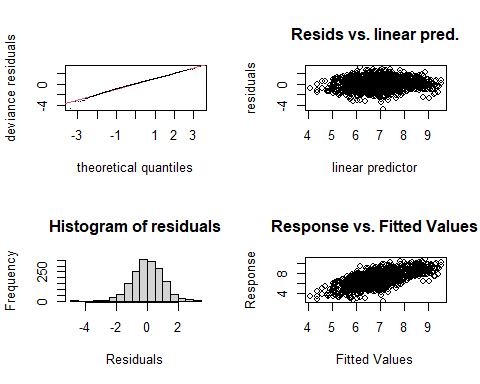 deviance residuals
-4 0
-3 -1 1 2 3
theoretical quantiles
Resids vs. linear pred.
residuals
-4 0
4 5 6 7 8 9
linear predictor
Histogram of residuals
Frequency
0 250
-4 -2 0 2
Residuals
Response vs. Fitted Values
Response
4 8
4 5 6 7 8 9
Fitted Values